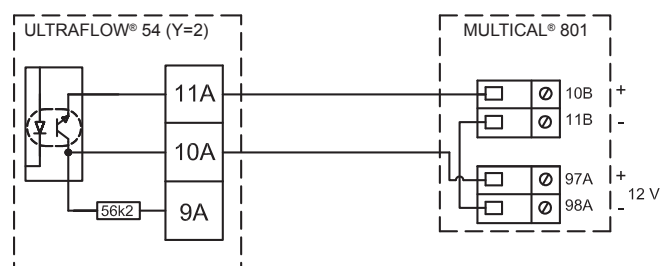 ULTRAFLOW® 54 (Y=2)
MULTICAL® 801
11A
10A
9A
56k2
10B +
11B -
97A +
98A -
12 V